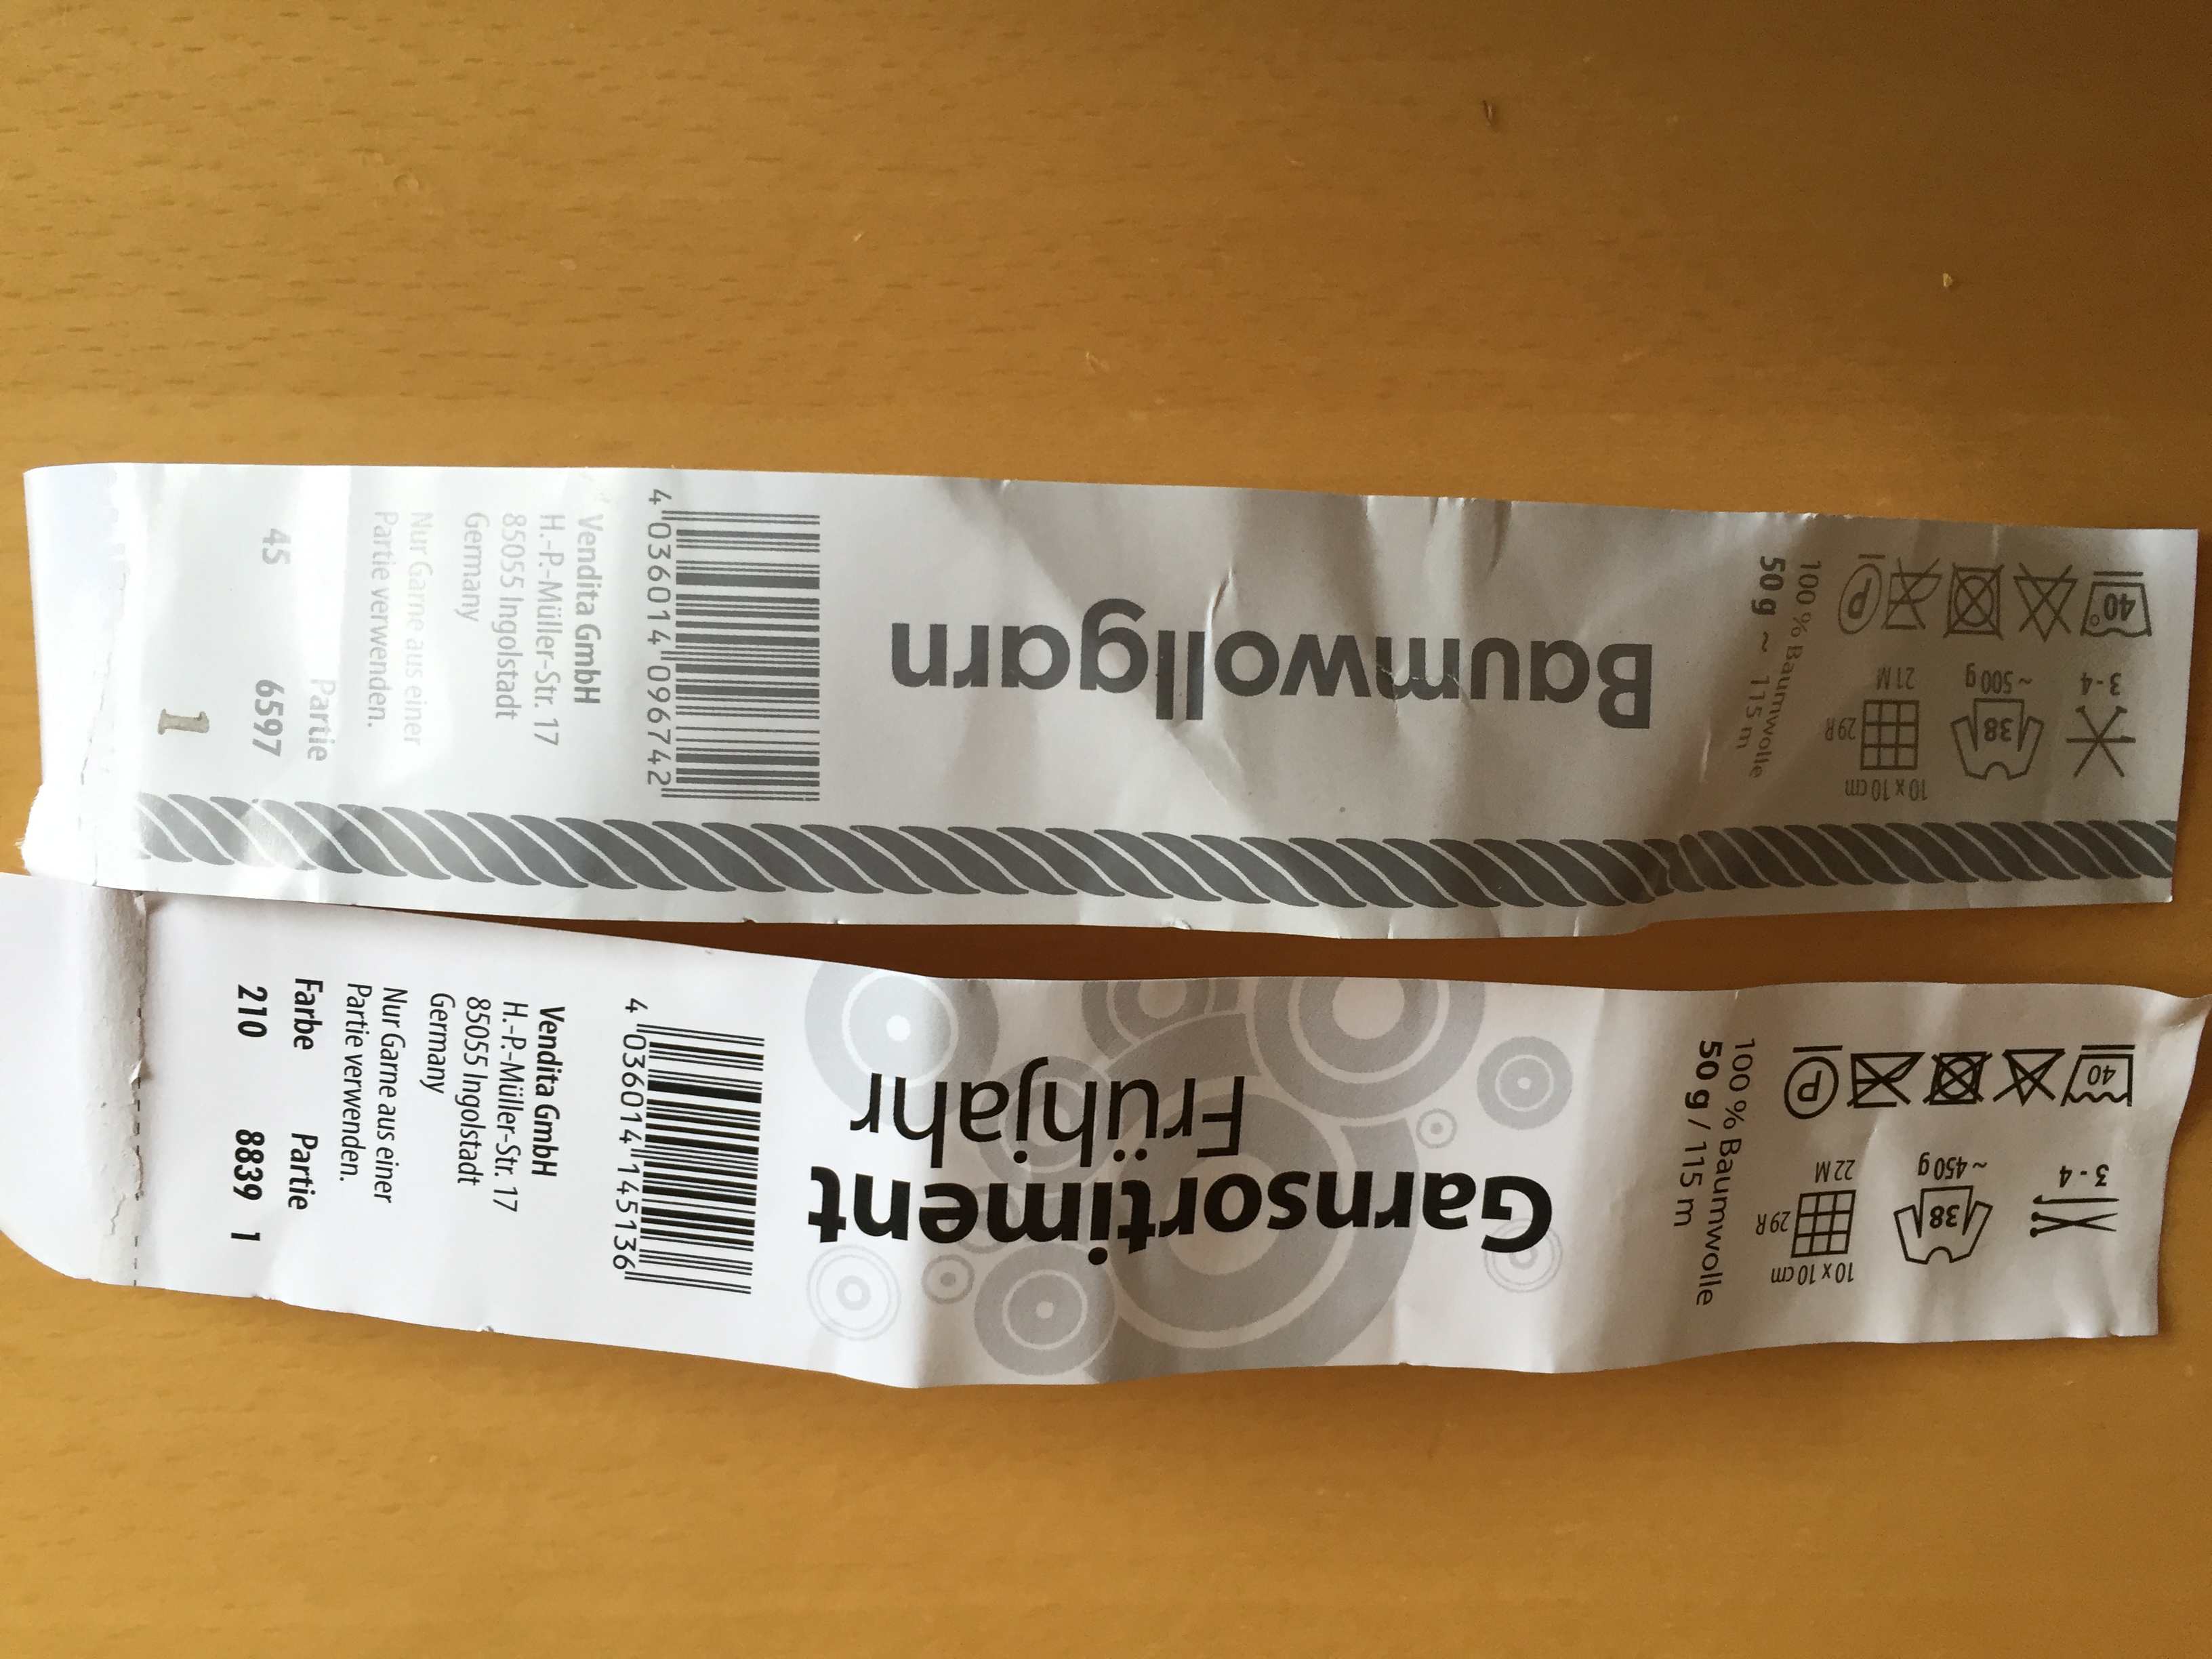 Baumwollgarn
100 % Baumwolle
50 g ~ 115 m
40°
P
3 - 4
38
~ 500 g
10 x 10 cm
29 R
21 M
4 036014 096742
Vendita GmbH
H.-P.-Müller-Str. 17
85055 Ingolstadt
Germany
Nur Garne aus einer
Partie verwenden.
Partie
45 6597
1
Garnsortiment
Frühjahr
100 % Baumwolle
50 g / 115 m
40
P
3 - 4
38
~ 450 g
10 x 10 cm
29 R
22 M
4 036014 145136
Vendita GmbH
H.-P.-Müller-Str. 17
85055 Ingolstadt
Germany
Nur Garne aus einer
Partie verwenden.
Farbe Partie
210 8839 1